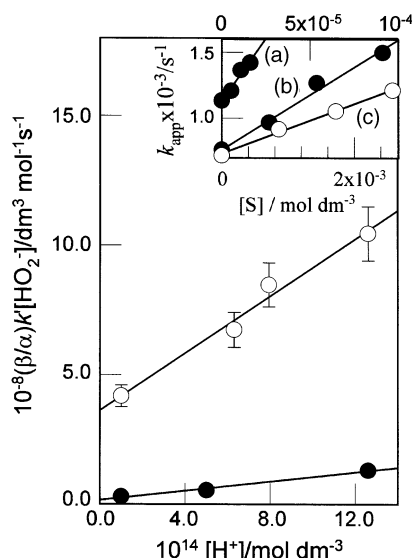 0 5x10⁻⁵ 10⁻⁴
1.5
1.0
k_app x10⁻³/s⁻¹
(a)
(b)
(c)
0 2x10⁻³
[S] / mol dm⁻³
15.0
10.0
5.0
0.0
10⁻⁸(β/α)k'[HO₂⁻]/dm³ mol⁻¹s⁻¹
0.0 4.0 8.0 12.0
10¹⁴ [H⁺]/mol dm⁻³